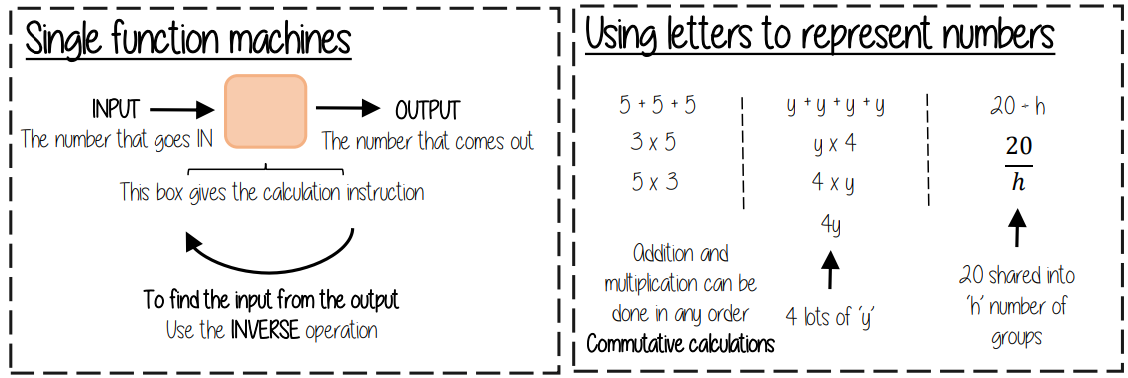 Single function machines
INPUT
OUTPUT
The number that goes IN
The number that comes out
This box gives the calculation instruction
To find the input from the output
Use the INVERSE operation
Using letters to represent numbers
5 + 5 + 5
3 x 5
5 x 3
Addition and
multiplication can be
done in any order
Commutative calculations
y + y + y + y
y x 4
4 x y
4y
4 lots of 'y'
20 ÷ h
20
h
20 shared into
'h' number of
groups